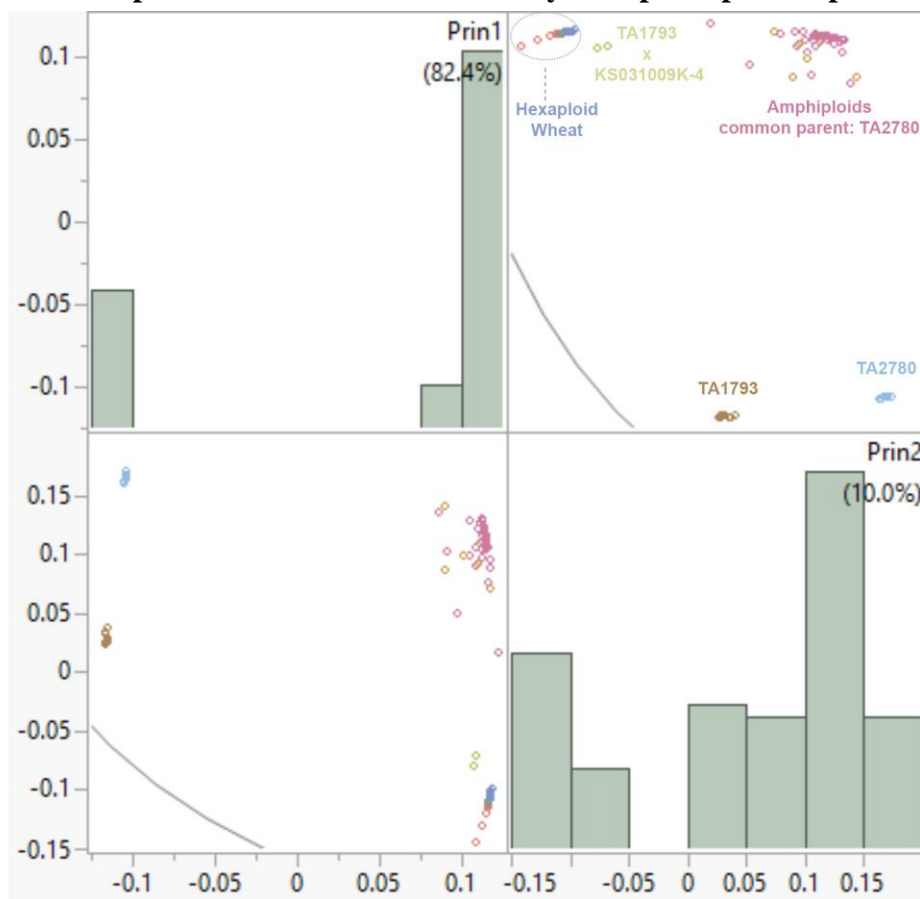 Prin1
(82.4%)
0.1
0.05
0
-0.05
-0.1
TA1793
x
KS031009K-4
Hexaploid
Wheat
Amphiploids
common parent: TA2780
TA1793
TA2780
0.15
0.1
0.05
0
-0.05
-0.1
-0.15
Prin2
(10.0%)
-0.1 -0.05 0 0.05 0.1
-0.15 -0.05 0 0.05 0.1 0.15